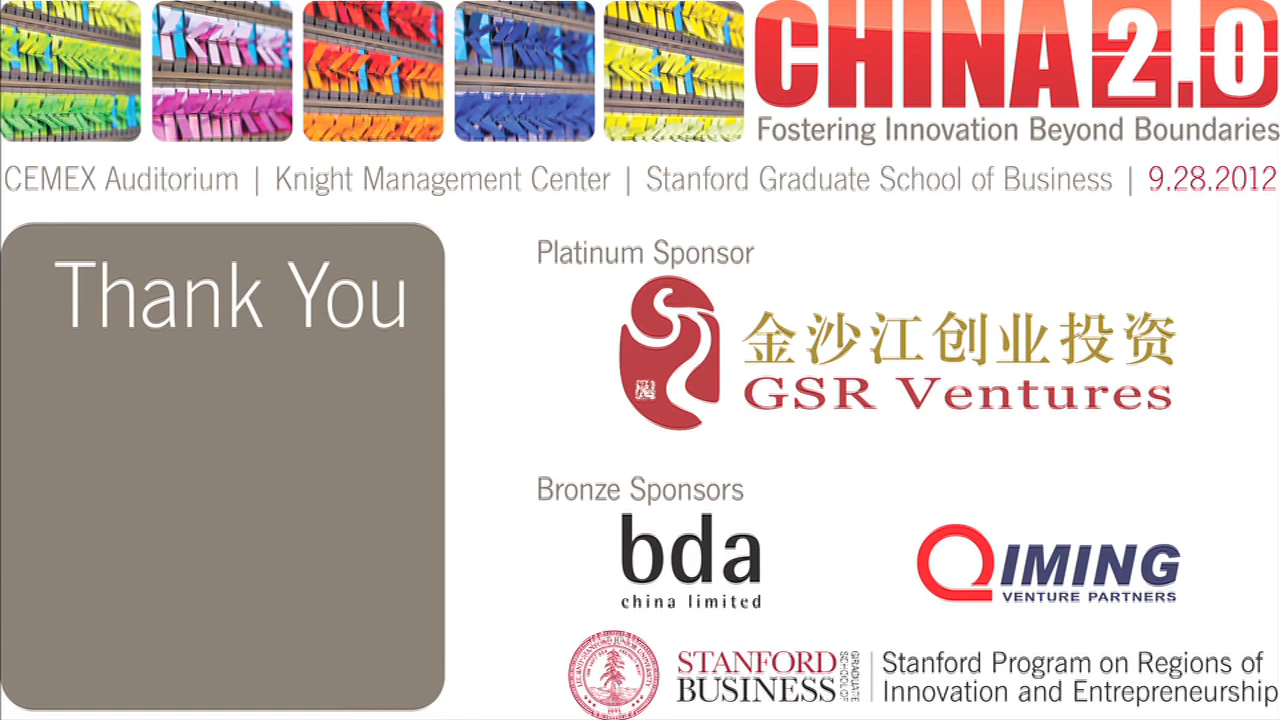 CHINA 2.0
Fostering Innovation Beyond Boundaries
CEMEX Auditorium | Knight Management Center | Stanford Graduate School of Business | 9.28.2012
Thank You
Platinum Sponsor
金沙江创业投资
GSR Ventures
Bronze Sponsors
bda
china limited
QIMING
VENTURE PARTNERS
STANFORD
BUSINESS
GRADUATE
SCHOOL OF
Stanford Program on Regions of
Innovation and Entrepreneurship